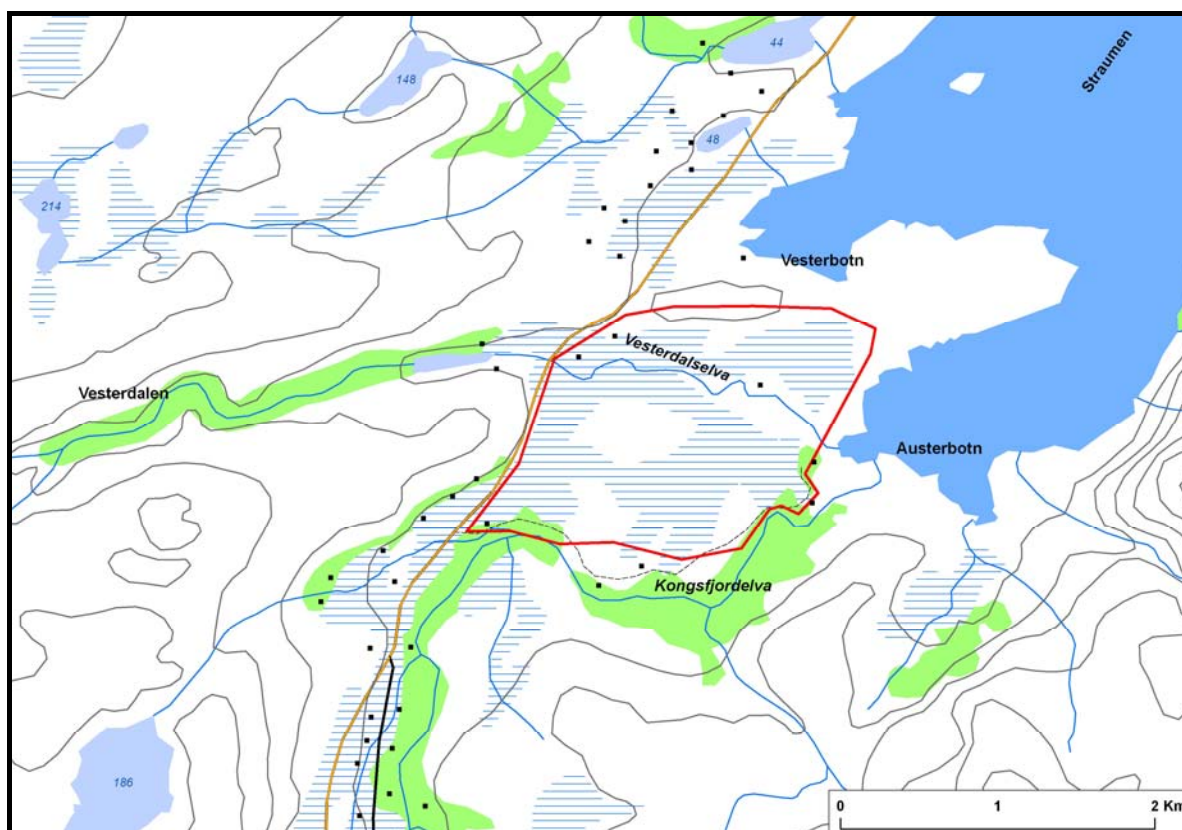 44
Straumen
148
48
214
Vesterbotn
Vesterdalselva
Vesterdalen
Austerbotn
Kongsfjordelva
186
0 1 2 Km